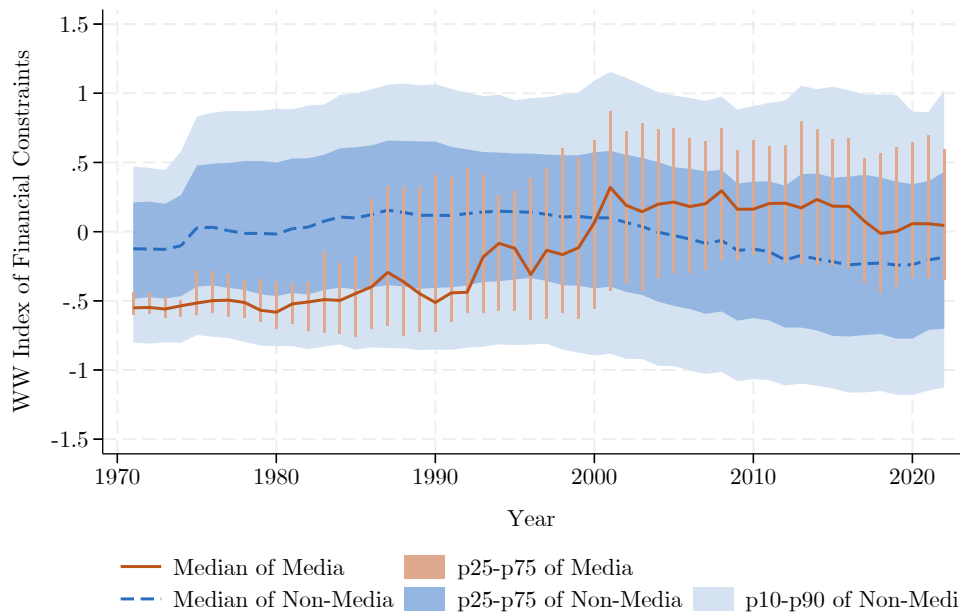 WW Index of Financial Constraints
1.5
1
.5
0
-.5
-1
-1.5
1970 1980 1990 2000 2010 2020
Year
Median of Media p25-p75 of Media
Median of Non-Media p25-p75 of Non-Media p10-p90 of Non-Medi